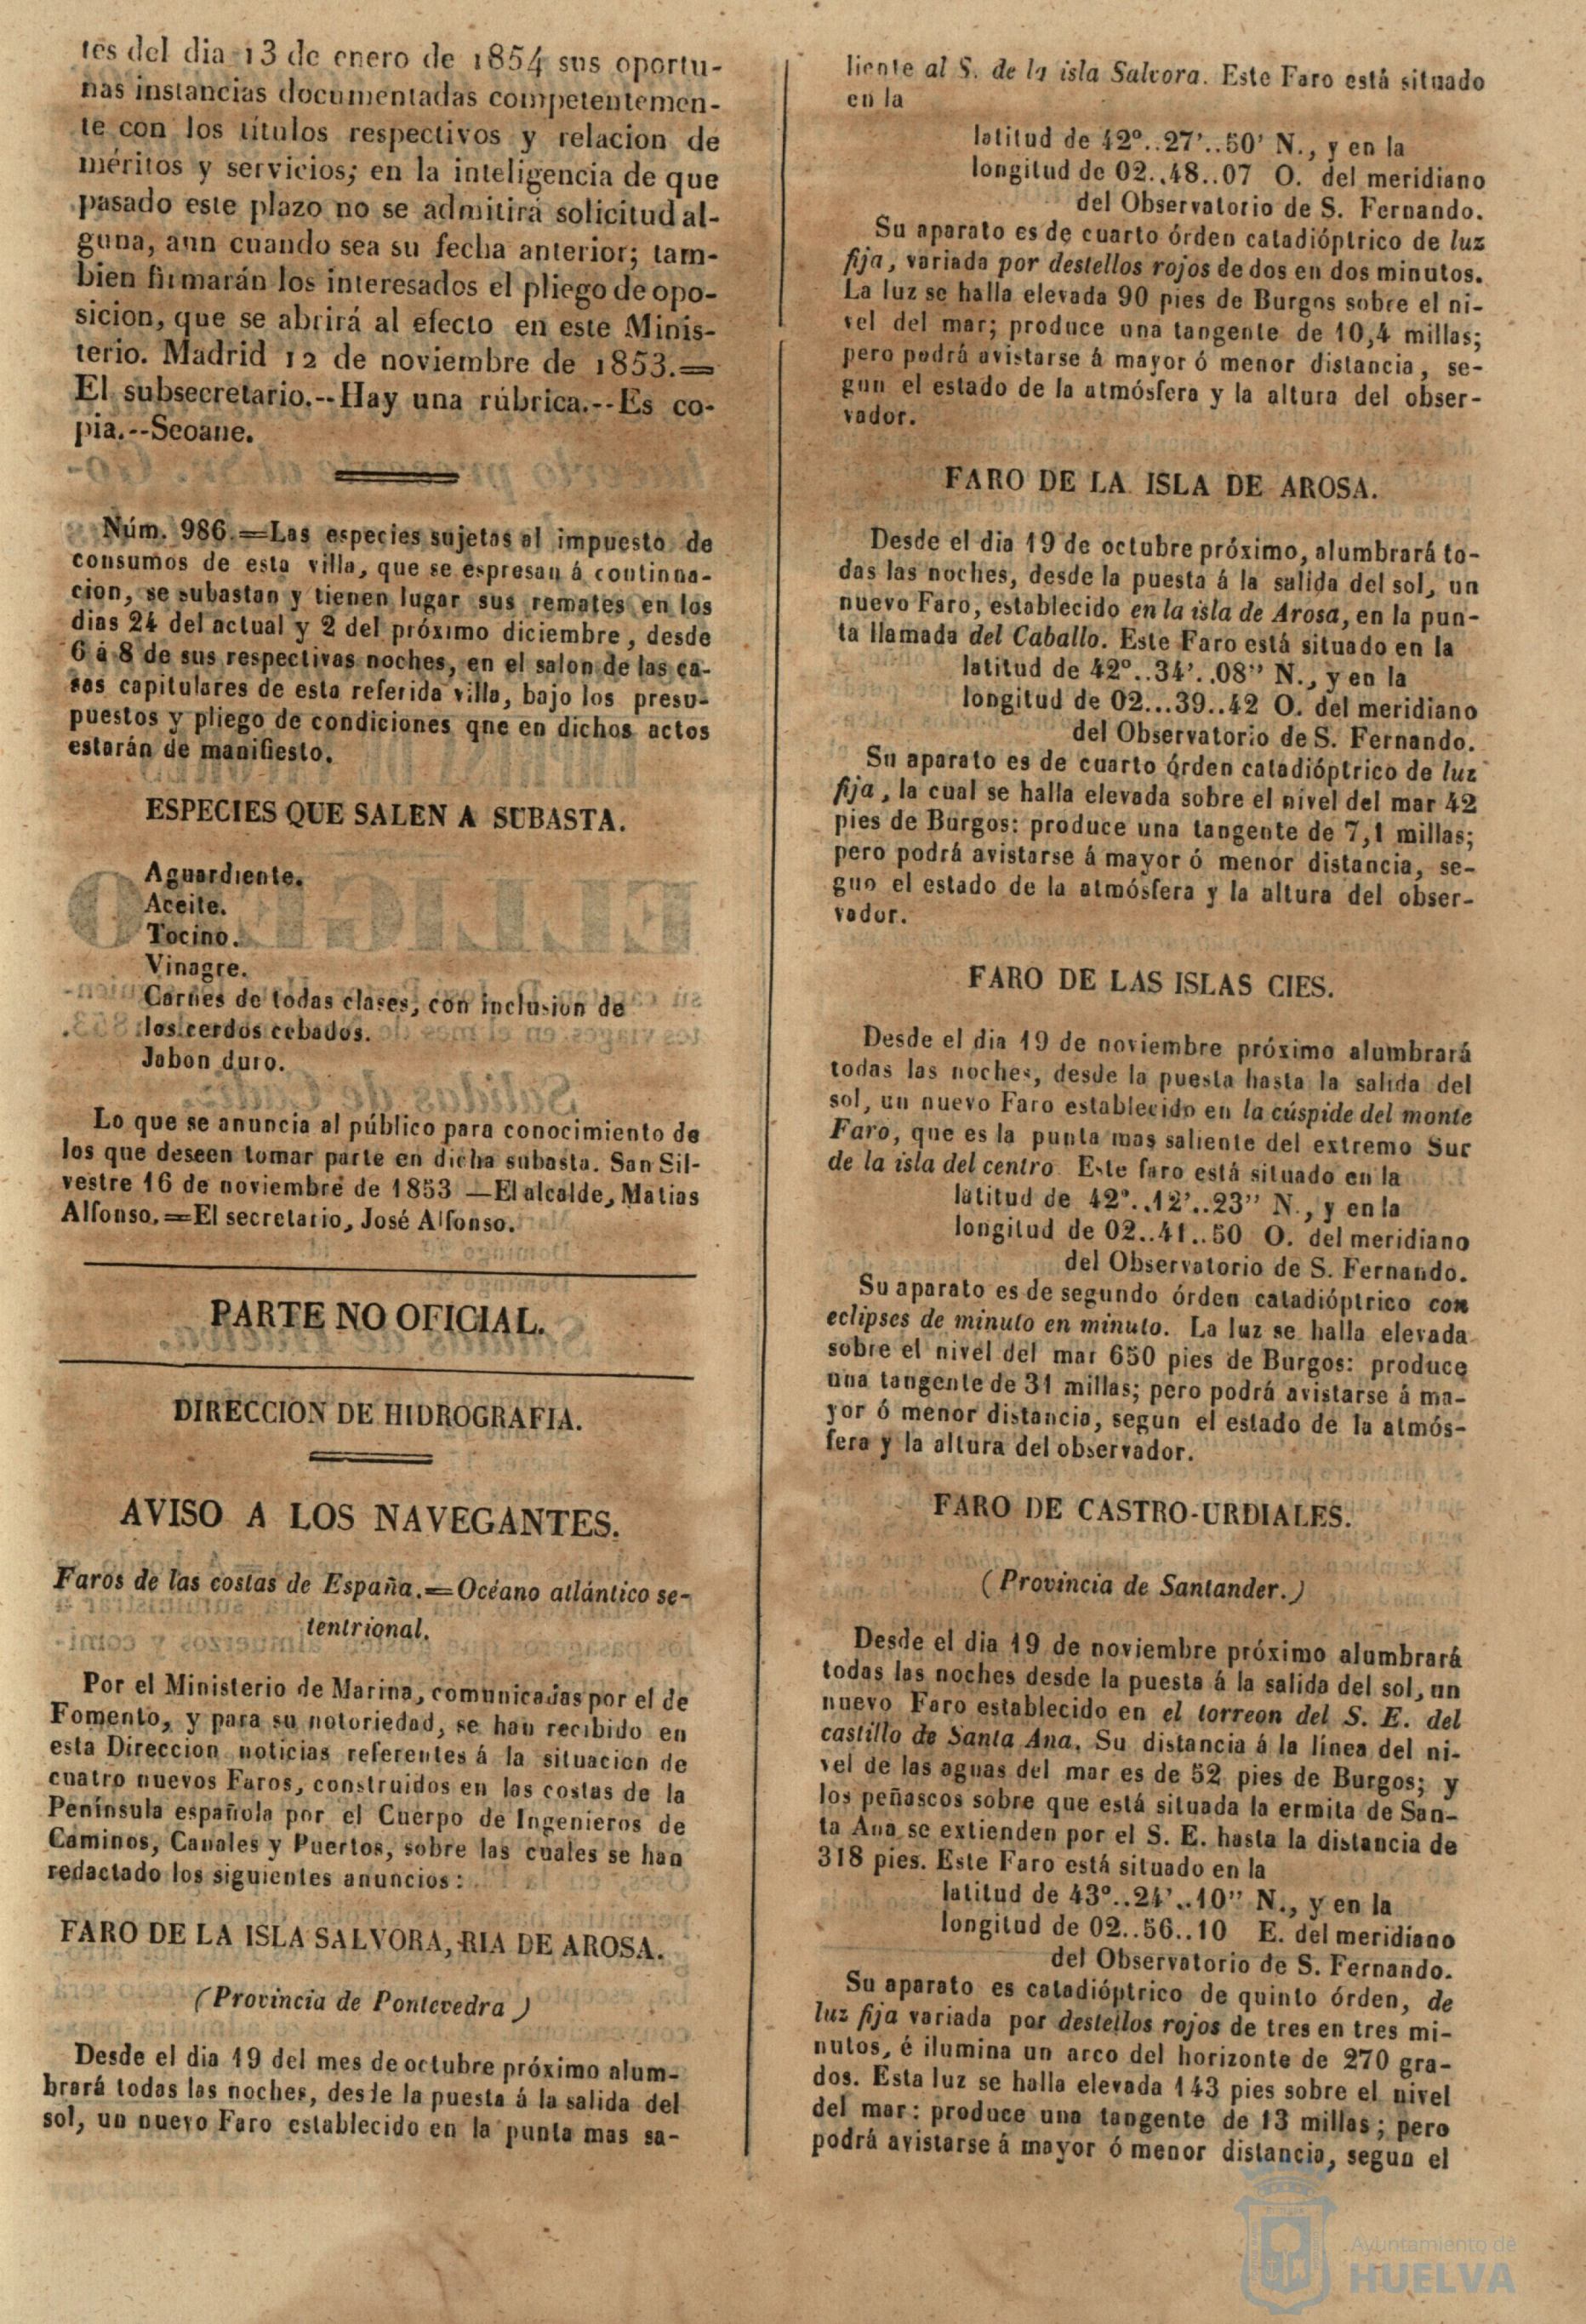 tes del dia 13 de enero de 1854 sus oportu-
nas instancias documentadas competentemen-
te con los títulos respectivos y relacion de
méritos y servicios; en la inteligencia de que
pasado este plazo no se admitirá solicitud al-
guna, aun cuando sea su fecha anterior; tam-
bien firmarán los interesados el pliego de opo-
sicion, que se abrirá al efecto en este Minis-
terio. Madrid 12 de noviembre de 1853.=
El subsecretario.--Hay una rúbrica.--Es co-
pia.--Seoane.
Núm. 986.=Las especies sujetas al impuesto de
consumos de esta villa, que se espresan á continua-
cion, se subastan y tienen lugar sus remates en los
dias 24 del actual y 2 del próximo diciembre, desde
6 á 8 de sus respectivas noches, en el salon de las ca-
sas capitulares de esta referida villa, bajo los presu-
puestos y pliego de condiciones qne en dichos actos
estarán de manifiesto.
ESPECIES QUE SALEN A SUBASTA.
Aguardiente.
Aceite.
Tocino.
Vinagre.
Carnes de todas clases, con inclusion de
los cerdos cebados.
Jabon duro.
Lo que se anuncia al público para conocimiento de
los que deseen tomar parte en dicha subasta. San Sil-
vestre 16 de noviembre de 1853 —El alcalde, Matias
Alfonso.=El secretario, José Alfonso.
PARTE NO OFICIAL.
DIRECCION DE HIDROGRAFIA.
AVISO A LOS NAVEGANTES.
Faros de las costas de España.=Océano atlántico se-
tentrional.
Por el Ministerio de Marina, comunicadas por el de
Fomento, y para su notoriedad, se han recibido en
esta Direccion noticias referentes á la situacion de
cuatro nuevos Faros, construidos en las costas de la
Península española por el Cuerpo de Ingenieros de
Caminos, Canales y Puertos, sobre las cuales se han
redactado los siguientes anuncios:
FARO DE LA ISLA SALVORA, RIA DE AROSA.
(Provincia de Pontevedra)
Desde el dia 19 del mes de octubre próximo alum-
brará todas las noches, desde la puesta á la salida del
sol, un nuevo Faro establecido en la punta mas sa-
liente al S. de la isla Salvora. Este Faro está situado
en la
latitud de 42º..27'..50' N., y en la
longitud de 02..48..07 O. del meridiano
del Observatorio de S. Fernando.
Su aparato es de cuarto órden catadióptrico de luz
fija, variada por destellos rojos de dos en dos minutos.
La luz se halla elevada 90 pies de Burgos sobre el ni-
vel del mar; produce una tangente de 10,4 millas;
pero podrá avistarse á mayor ó menor distancia, se-
gun el estado de la atmósfera y la altura del obser-
vador.
FARO DE LA ISLA DE AROSA.
Desde el dia 19 de octubre próximo, alumbrará to-
das las noches, desde la puesta á la salida del sol, un
nuevo Faro, establecido en la isla de Arosa, en la pun-
ta llamada del Caballo. Este Faro está situado en la
latitud de 42º..34'..08" N., y en la
longitud de 02...39..42 O. del meridiano
del Observatorio de S. Fernando.
Su aparato es de cuarto órden catadióptrico de luz
fija, la cual se halla elevada sobre el nivel del mar 42
pies de Burgos: produce una tangente de 7,1 millas;
pero podrá avistarse á mayor ó menor distancia, se-
gun el estado de la atmósfera y la altura del obser-
vador.
FARO DE LAS ISLAS CIES.
Desde el dia 19 de noviembre próximo alumbrará
todas las noches, desde la puesta hasta la salida del
sol, un nuevo Faro establecido en la cúspide del monte
Faro, que es la punta mas saliente del extremo Sur
de la isla del centro. Este faro está situado en la
latitud de 42º..12'..23" N., y en la
longitud de 02..41..50 O. del meridiano
del Observatorio de S. Fernando.
Su aparato es de segundo órden catadióptrico con
eclipses de minuto en minuto. La luz se halla elevada
sobre el nivel del mar 650 pies de Burgos: produce
una tangente de 31 millas; pero podrá avistarse á ma-
yor ó menor distancia, segun el estado de la atmós-
fera y la altura del observador.
FARO DE CASTRO-URDIALES.
(Provincia de Santander.)
Desde el dia 19 de noviembre próximo alumbrará
todas las noches desde la puesta á la salida del sol, un
nuevo Faro establecido en el torreon del S. E. del
castillo de Santa Ana. Su distancia á la línea del ni-
vel de las aguas del mar es de 52 pies de Burgos; y
los peñascos sobre que está situada la ermita de San-
ta Ana se extienden por el S. E. hasta la distancia de
318 pies. Este Faro está situado en la
latitud de 43º..24'..10" N., y en la
longitud de 02..56..10 E. del meridiano
del Observatorio de S. Fernando.
Su aparato es catadióptrico de quinto órden, de
luz fija variada por destellos rojos de tres en tres mi-
nutos, é ilumina un arco del horizonte de 270 gra-
dos. Esta luz se halla elevada 143 pies sobre el nivel
del mar: produce una tangente de 13 millas; pero
podrá avistarse á mayor ó menor distancia, segun el
Ayuntamiento de
HUELVA